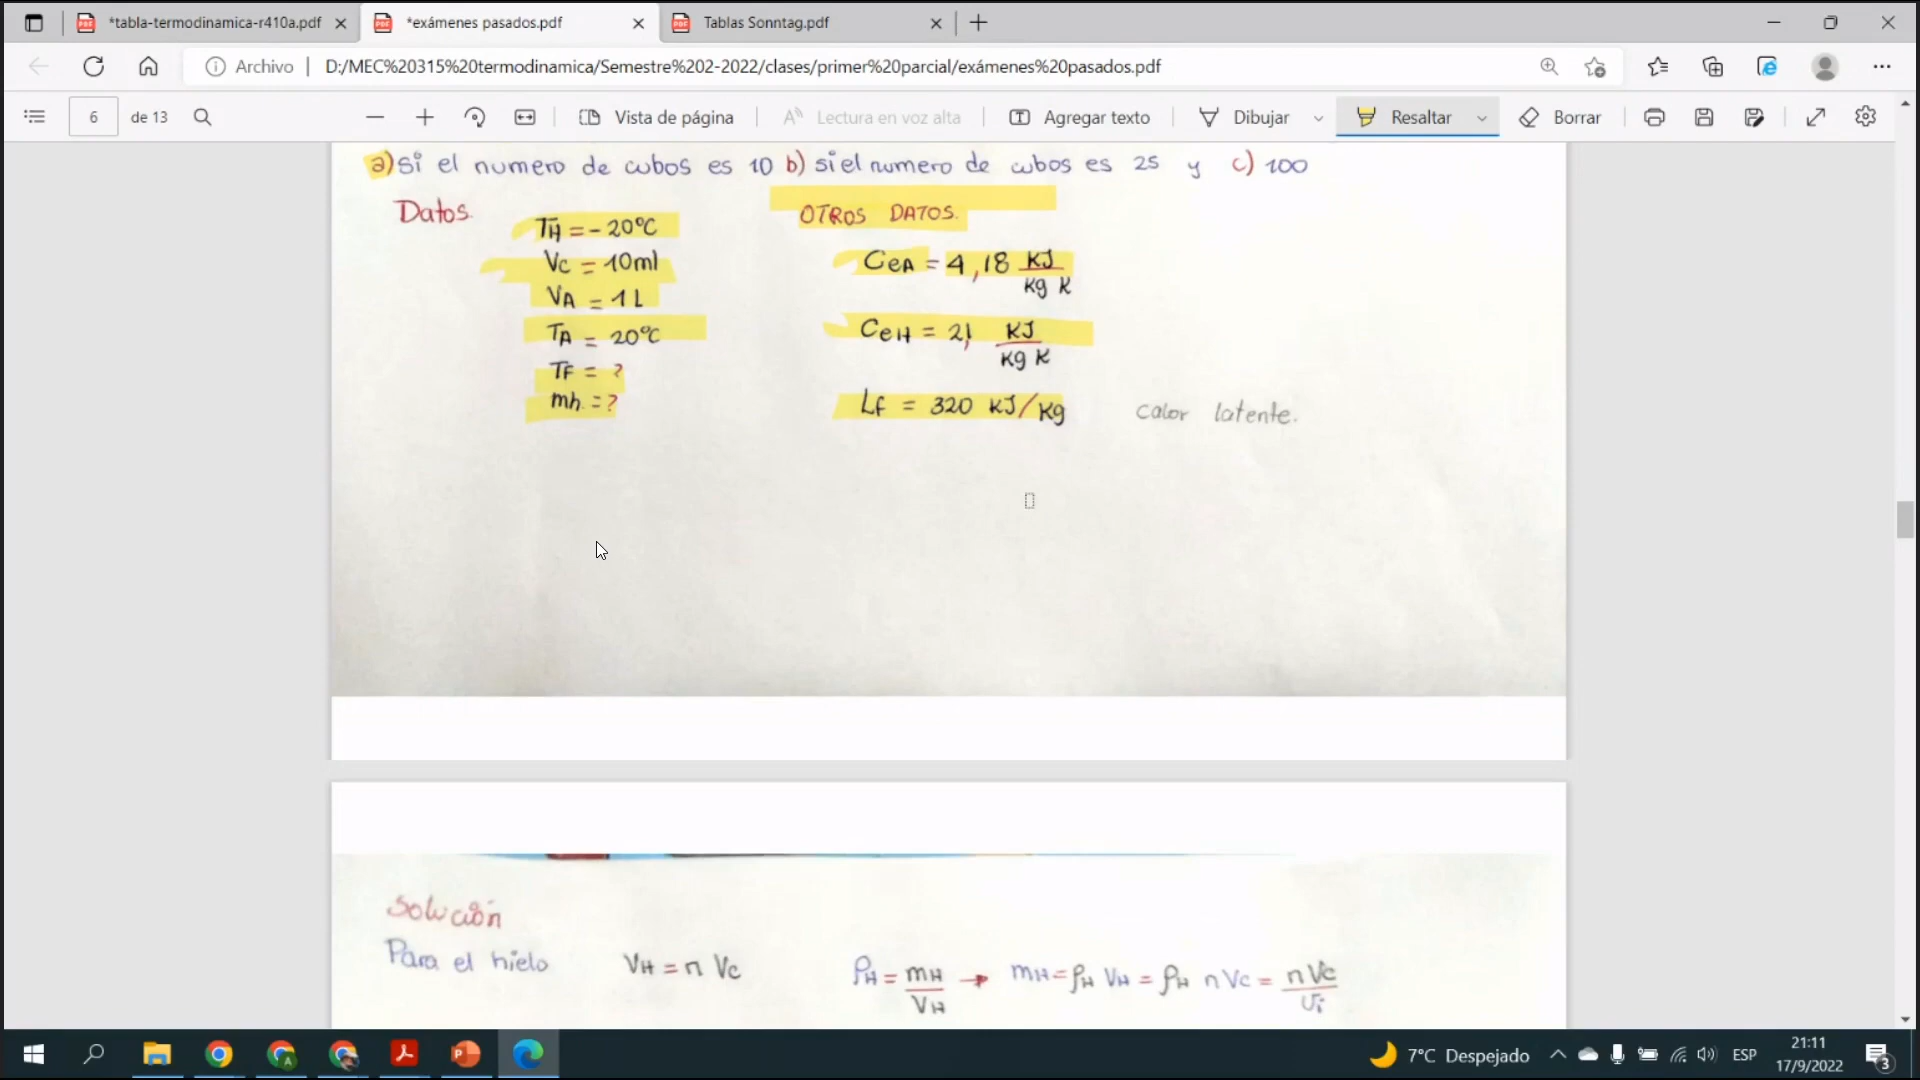 *tabla-termodinamica-r410a.pdf
*exámenes pasados.pdf
Tablas Sonntag.pdf
Archivo | D:/MEC%20315%20termodinamica/Semestre%202-2022/clases/primer%20parcial/exámenes%20pasados.pdf
6 de 13
Vista de página
Lectura en voz alta
Agregar texto
Dibujar
Resaltar
Borrar
a) Si el numero de cubos es 10 b) si el numero de cubos es 25 y c) 100
Datos.
OTROS DATOS.
TH = -20°C
Vc = 10ml
VA = 1 L
TA = 20°C
TF = ?
mh. = ?
CeA = 4,18 KJ/Kg K
CeH = 2,1 KJ/Kg K
Lf = 320 KJ/Kg
Calor latente.
Solución
Para el hielo
VH = n Vc
ρH = mH/VH → mH = ρH VH = ρH n Vc = n Vc/Vi
7°C Despejado
ESP
21:11
17/9/2022
3